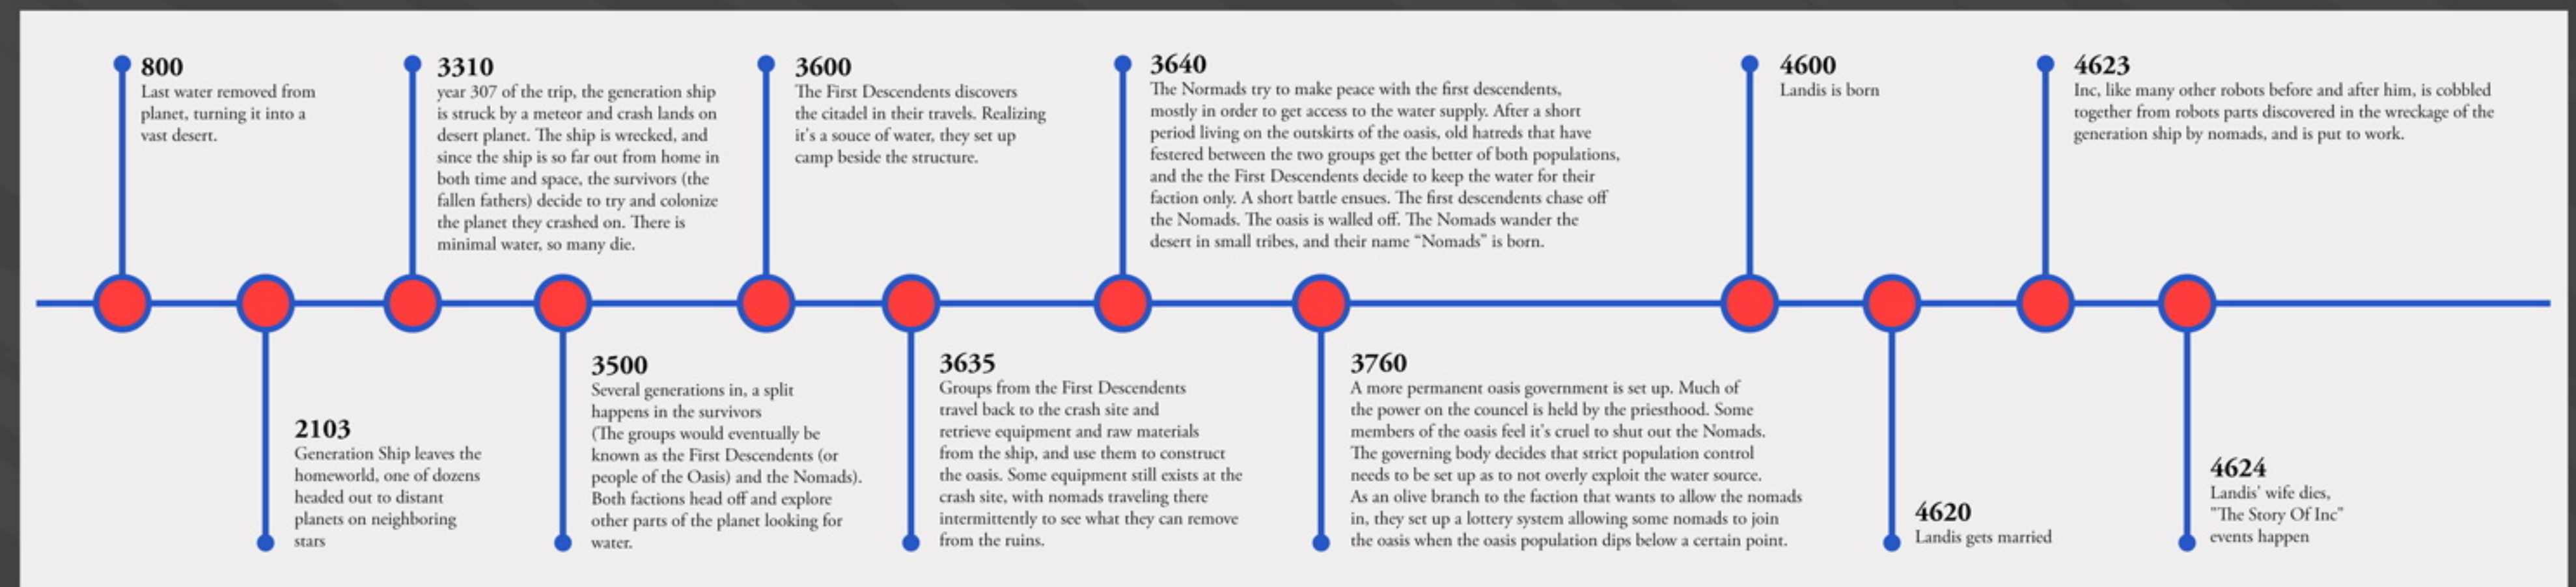 800
Last water removed from
planet, turning it into a
vast desert.
2103
Generation Ship leaves the
homeworld, one of dozens
headed out to distant
planets on neighboring
stars
3310
year 307 of the trip, the generation ship
is struck by a meteor and crash lands on
desert planet. The ship is wrecked, and
since the ship is so far out from home in
both time and space, the survivors (the
fallen fathers) decide to try and colonize
the planet they crashed on. There is
minimal water, so many die.
3500
Several generations in, a split
happens in the survivors
(The groups would eventually be
known as the First Descendents (or
people of the Oasis) and the Nomads).
Both factions head off and explore
other parts of the planet looking for
water.
3600
The First Descendents discovers
the citadel in their travels. Realizing
it's a souce of water, they set up
camp beside the structure.
3635
Groups from the First Descendents
travel back to the crash site and
retrieve equipment and raw materials
from the ship, and use them to construct
the oasis. Some equipment still exists at the
crash site, with nomads traveling there
intermittently to see what they can remove
from the ruins.
3640
The Normads try to make peace with the first descendents,
mostly in order to get access to the water supply. After a short
period living on the outskirts of the oasis, old hatreds that have
festered between the two groups get the better of both populations,
and the the First Descendents decide to keep the water for their
faction only. A short battle ensues. The first descendents chase off
the Nomads. The oasis is walled off. The Nomads wander the
desert in small tribes, and their name “Nomads” is born.
3760
A more permanent oasis government is set up. Much of
the power on the councel is held by the priesthood. Some
members of the oasis feel it's cruel to shut out the Nomads.
The governing body decides that strict population control
needs to be set up as to not overly exploit the water source.
As an olive branch to the faction that wants to allow the nomads
in, they set up a lottery system allowing some nomads to join
the oasis when the oasis population dips below a certain point.
4600
Landis is born
4620
Landis gets married
4623
Inc, like many other robots before and after him, is cobbled
together from robots parts discovered in the wreckage of the
generation ship by nomads, and is put to work.
4624
Landis' wife dies,
"The Story Of Inc"
events happen